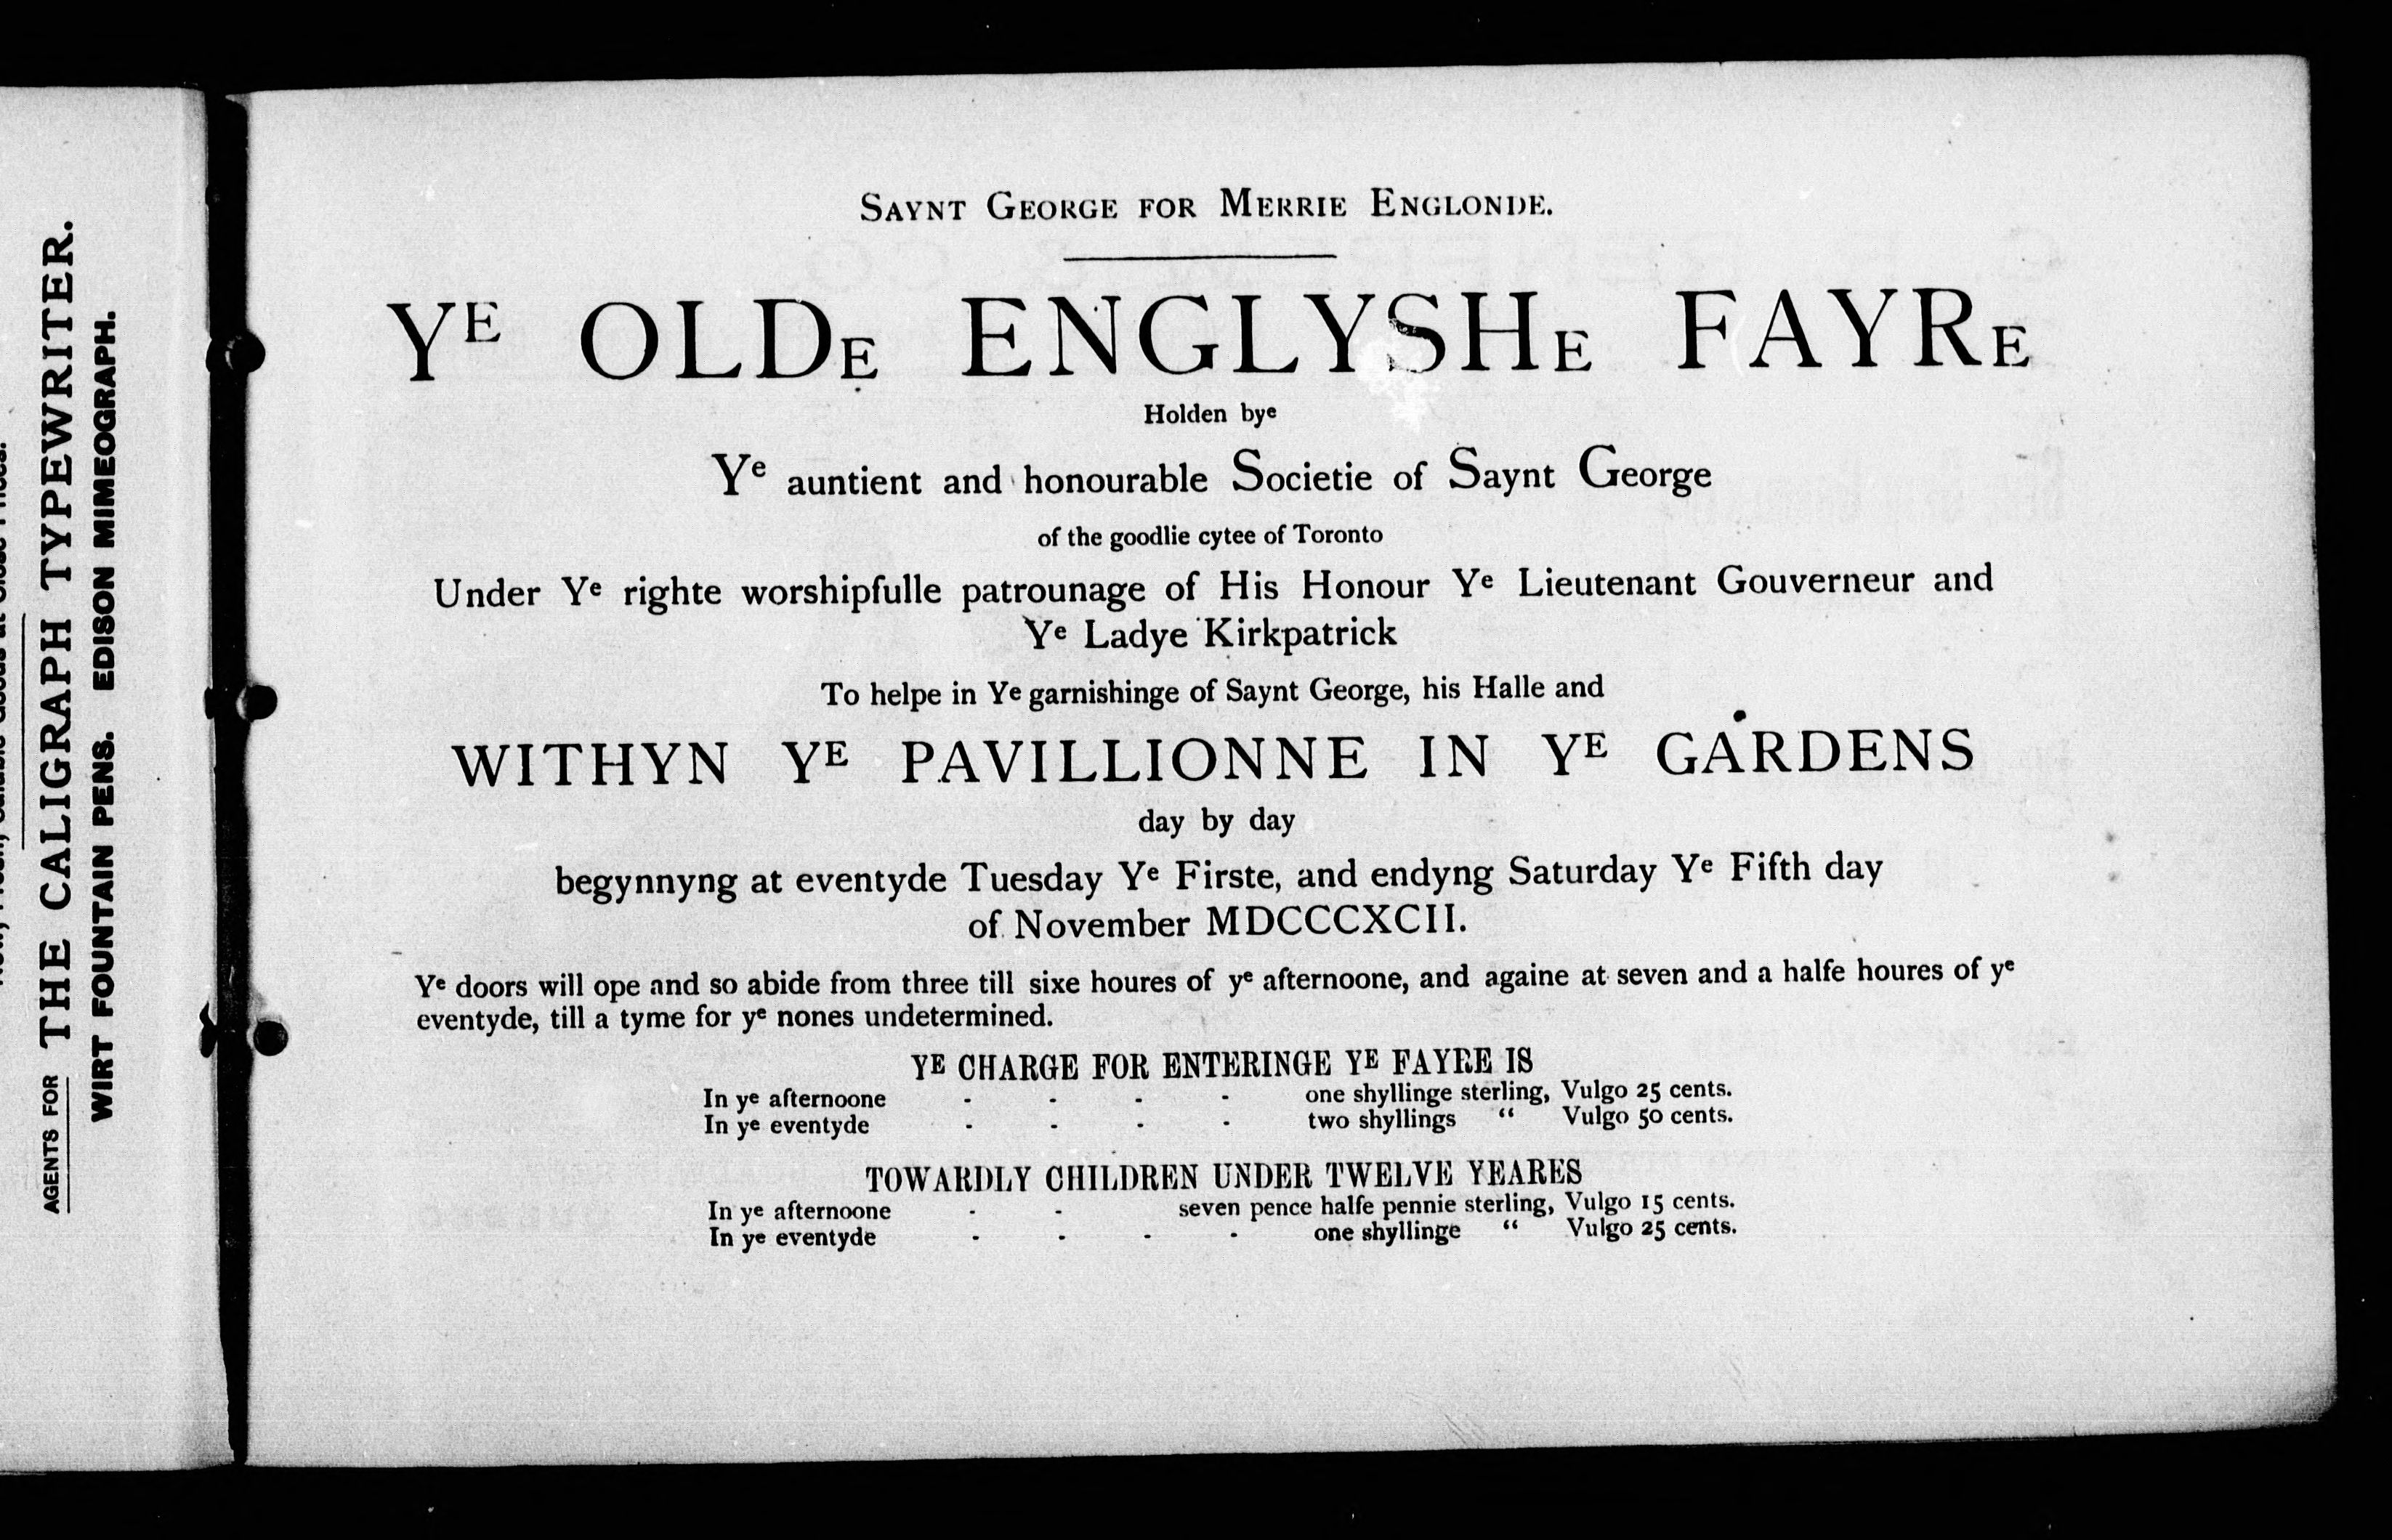 AGENTS FOR THE CALIGRAPH TYPEWRITER.
WIRT FOUNTAIN PENS. EDISON MIMEOGRAPH.
SAYNT GEORGE FOR MERRIE ENGLONDE.
YE OLDE ENGLYSHE FAYRE
Holden bye
Ye auntient and honourable Societie of Saynt George
of the goodlie cytee of Toronto
Under Ye righte worshipfulle patrounage of His Honour Ye Lieutenant Gouverneur and
Ye Ladye Kirkpatrick
To helpe in Ye garnishinge of Saynt George, his Halle and
WITHYN YE PAVILLIONNE IN YE GARDENS
day by day
begynnyng at eventyde Tuesday Ye Firste, and endyng Saturday Ye Fifth day
of November MDCCCXCII.
Ye doors will ope and so abide from three till sixe houres of ye afternoone, and againe at seven and a halfe houres of ye
eventyde, till a tyme for ye nones undetermined.
YE CHARGE FOR ENTERINGE YE FAYRE IS
In ye afternoone - - - - one shyllinge sterling, Vulgo 25 cents.
In ye eventyde - - - - two shyllings “ Vulgo 50 cents.
TOWARDLY CHILDREN UNDER TWELVE YEARES
In ye afternoone - - seven pence halfe pennie sterling, Vulgo 15 cents.
In ye eventyde - - - - one shyllinge “ Vulgo 25 cents.